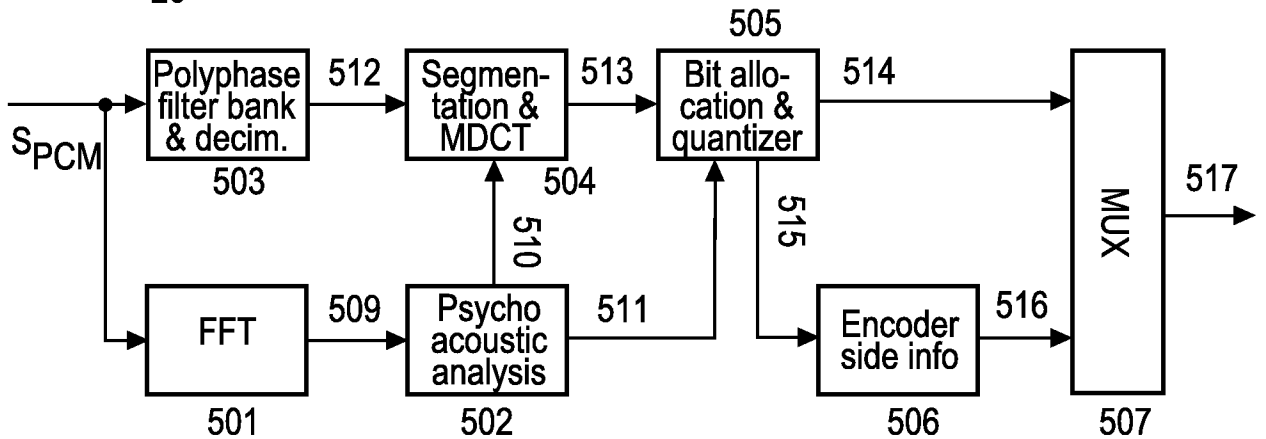 505
Polyphase
filter bank
& decim.
512
Segmen-
tation &
MDCT
513
Bit allo-
cation &
quantizer
514
SPCM
503
504
510
515
MUX
517
FFT
509
Psycho
acoustic
analysis
511
Encoder
side info
516
501
502
506
507